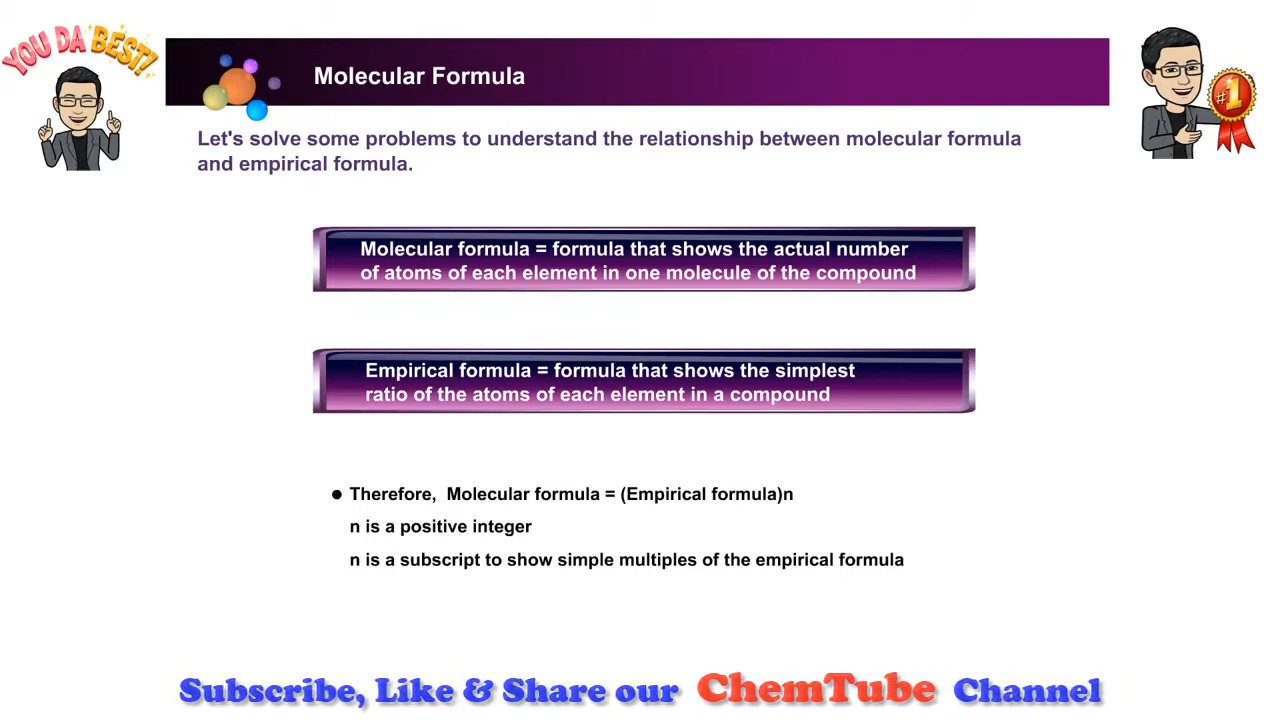 YOU DA BEST!
Molecular Formula
#1
Let's solve some problems to understand the relationship between molecular formula
and empirical formula.
Molecular formula = formula that shows the actual number
of atoms of each element in one molecule of the compound
Empirical formula = formula that shows the simplest
ratio of the atoms of each element in a compound
● Therefore, Molecular formula = (Empirical formula)n
n is a positive integer
n is a subscript to show simple multiples of the empirical formula
Subscribe, Like & Share our ChemTube Channel